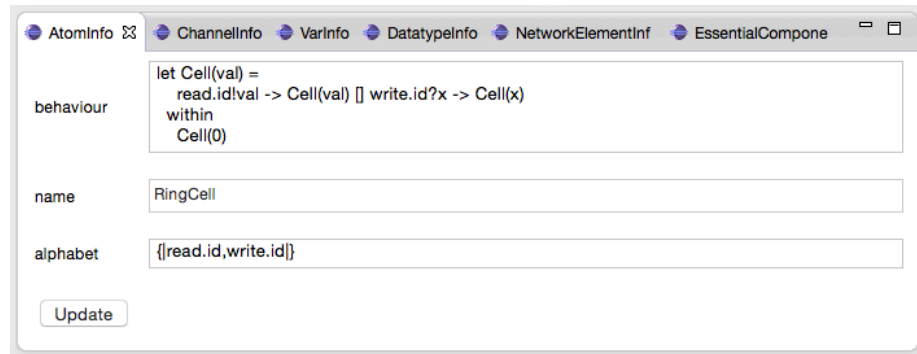 AtomInfo ChannelInfo VarInfo DatatypeInfo NetworkElementInf EssentialCompone
behaviour
let Cell(val) =
read.id!val -> Cell(val) [] write.id?x -> Cell(x)
within
Cell(0)
name RingCell
alphabet {|read.id,write.id|}
Update